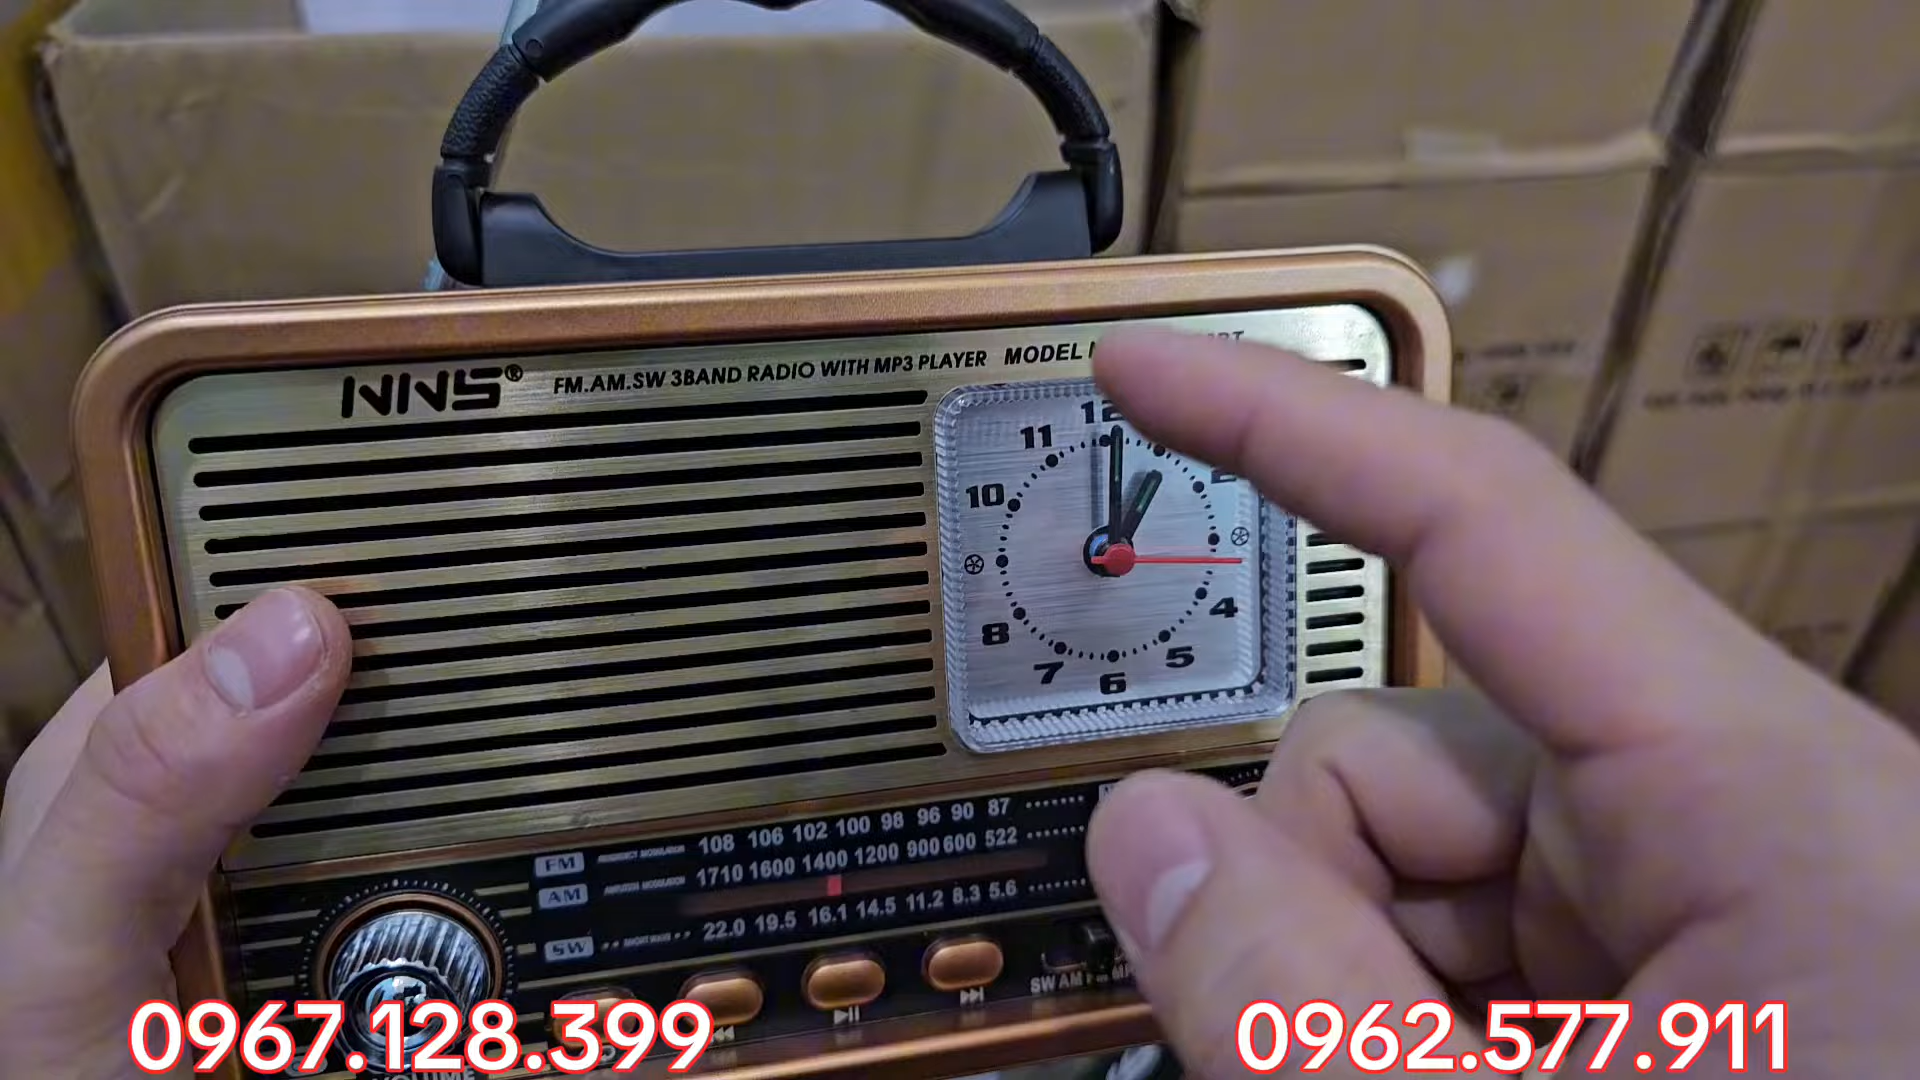 NNS®
FM.AM.SW 3BAND RADIO WITH MP3 PLAYER MODEL
12
11
10
8
7
6
5
4
FM 108 106 102 100 98 96 90 87
AM 1710 1600 1400 1200 900 600 522
SW 22.0 19.5 16.1 14.5 11.2 8.3 5.6
SW AM
VOLUME
0967.128.399
0962.577.911